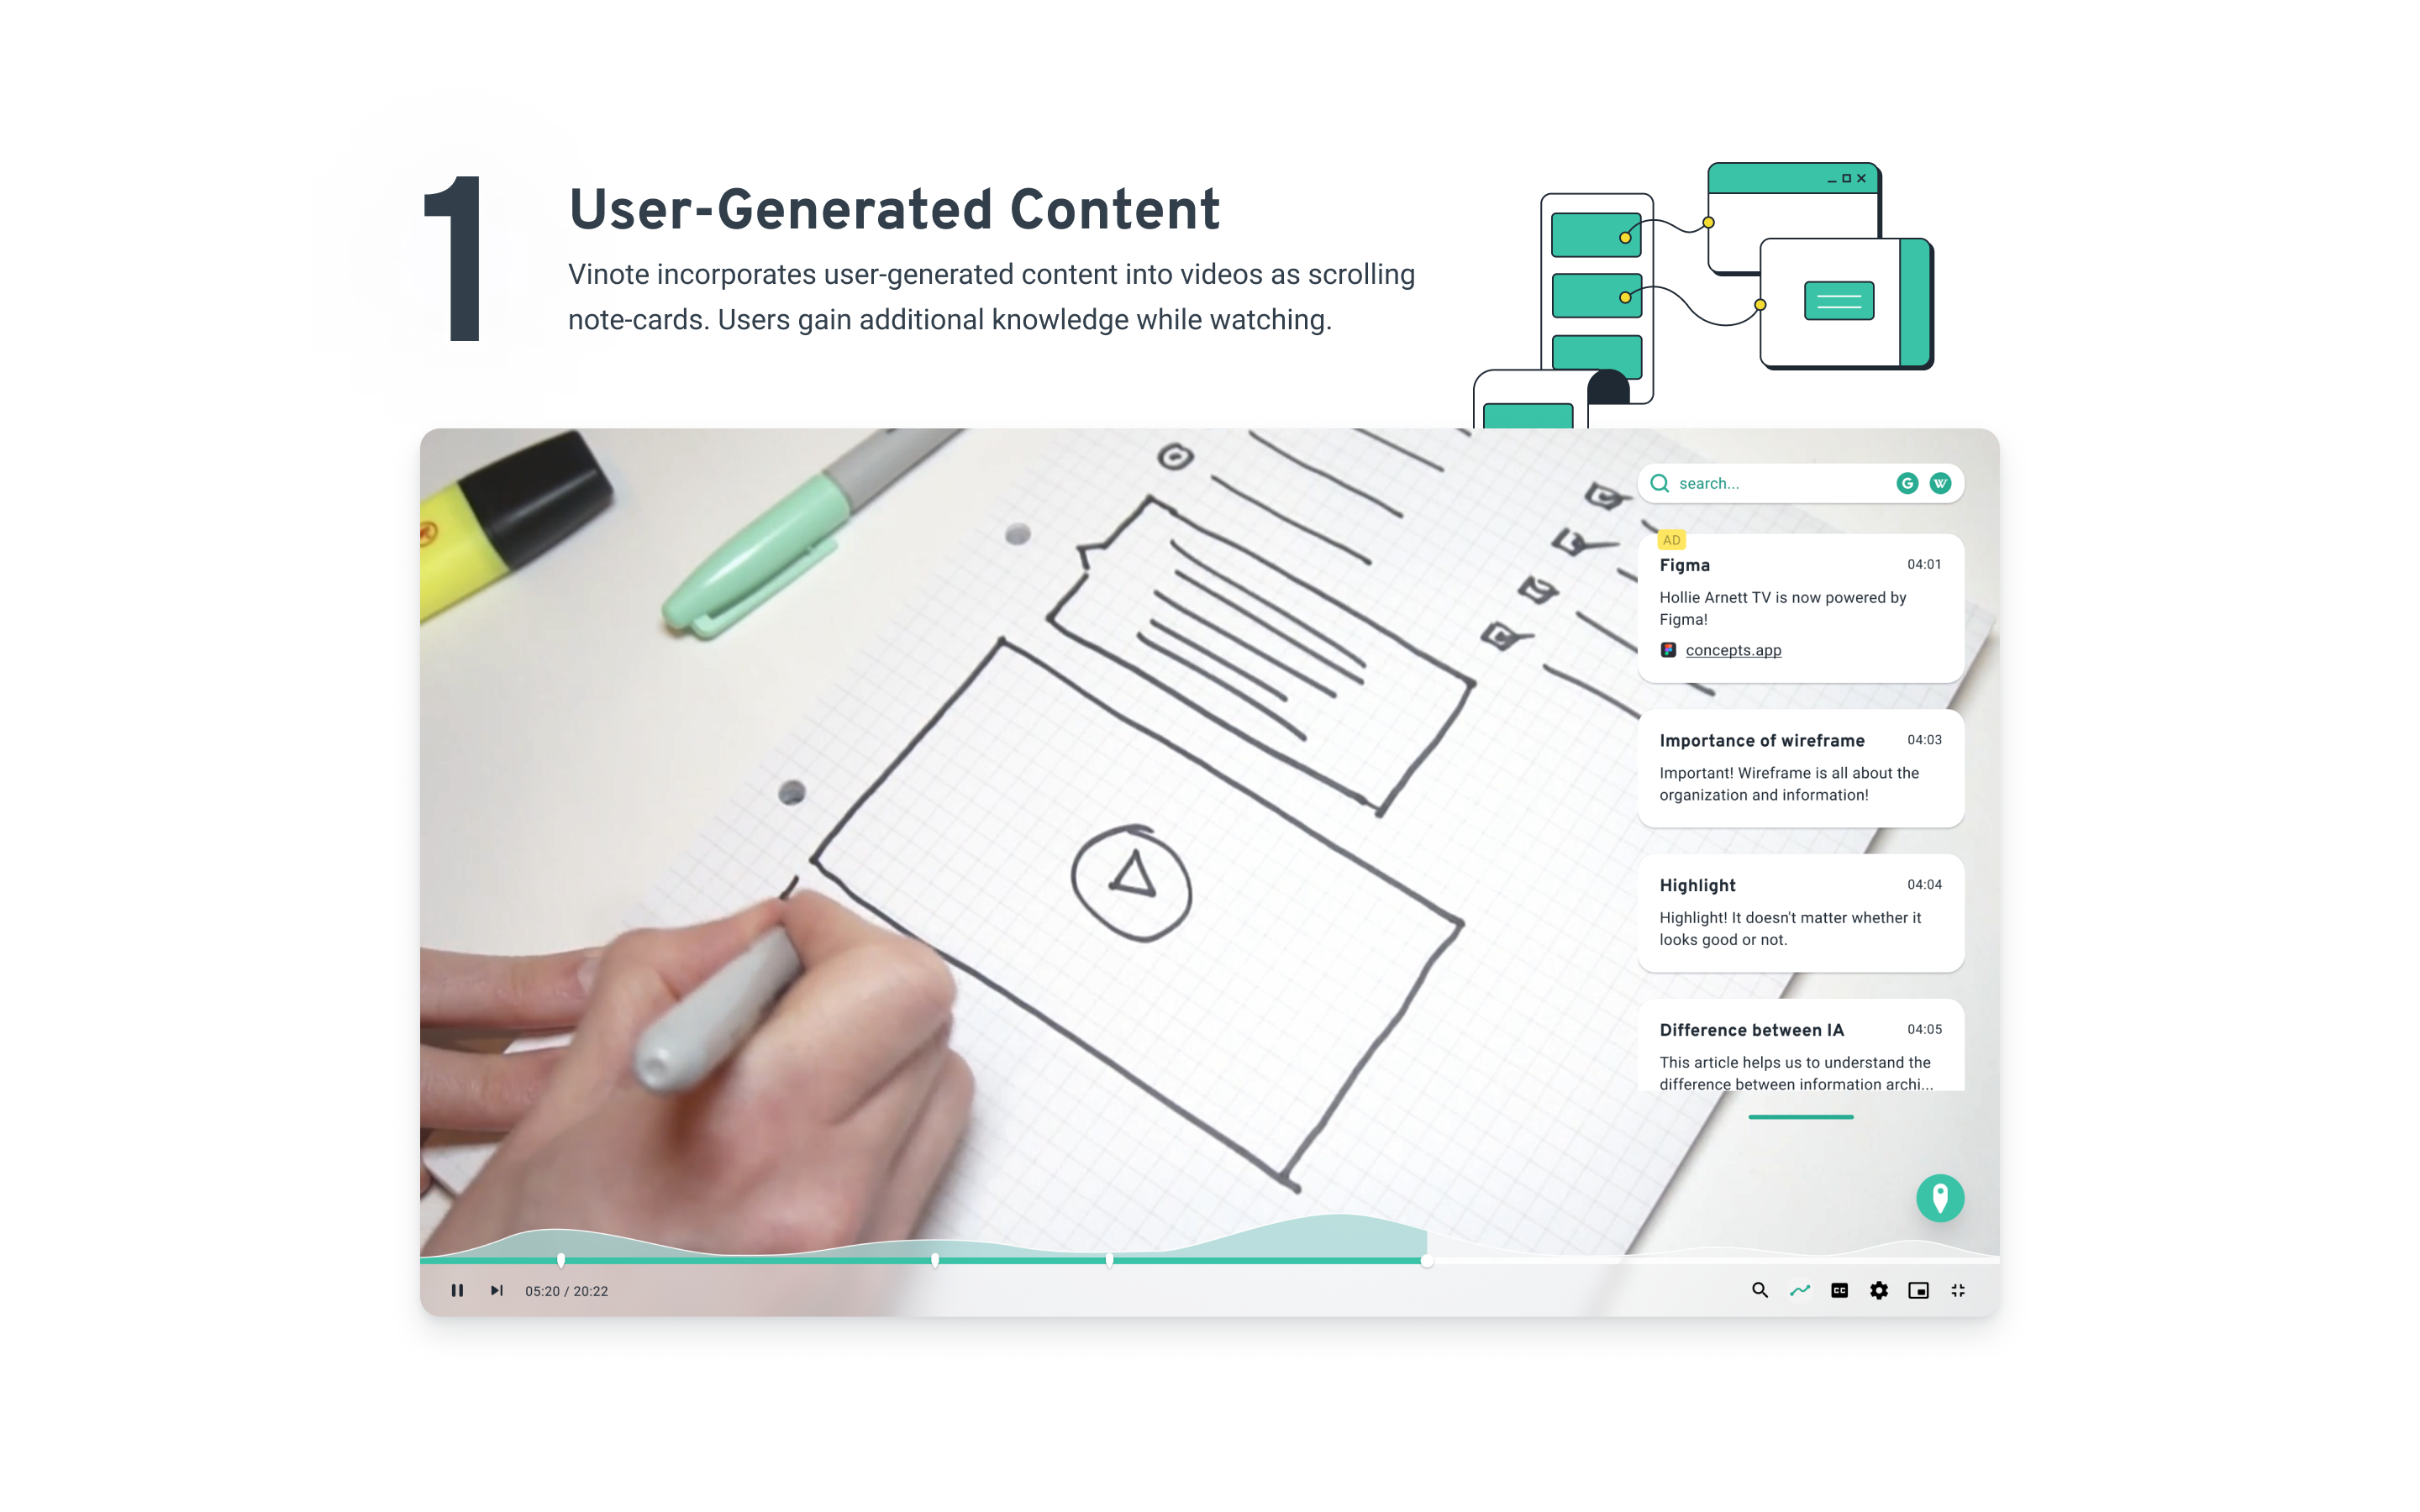 1
User-Generated Content
Vinote incorporates user-generated content into videos as scrolling
note-cards. Users gain additional knowledge while watching.
search...
G
W
AD
Figma
04:01
Hollie Arnett TV is now powered by
Figma!
concepts.app
Importance of wireframe
04:03
Important! Wireframe is all about the
organization and information!
Highlight
04:04
Highlight! It doesn't matter whether it
looks good or not.
Difference between IA
04:05
This article helps us to understand the
difference between information archi...
05:20 / 20:22
CC